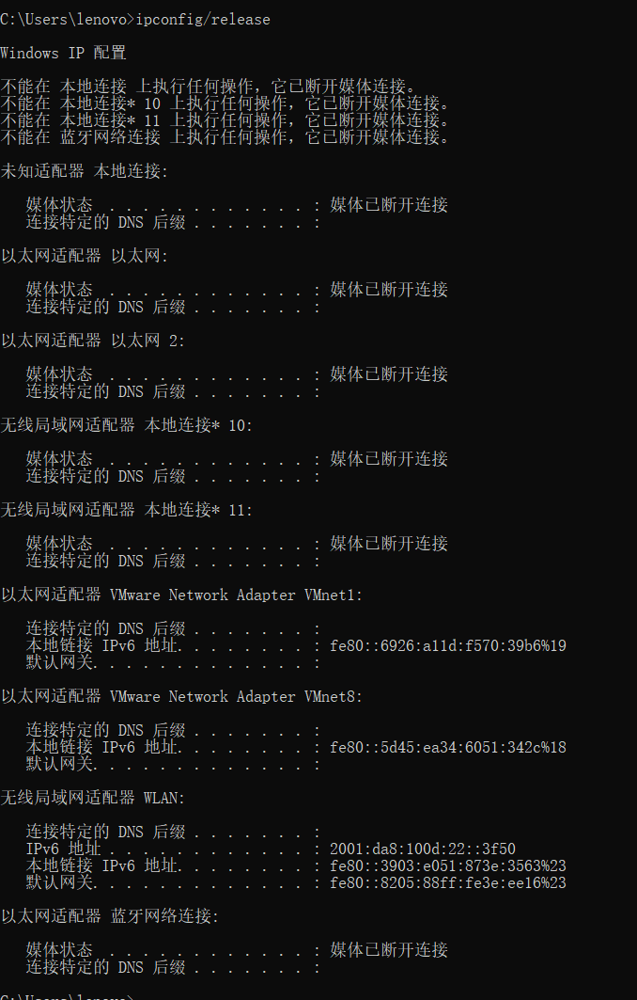 C:\Users\lenovo>ipconfig/release
Windows IP 配置
不能在 本地连接 上执行任何操作，它已断开媒体连接。
不能在 本地连接* 10 上执行任何操作，它已断开媒体连接。
不能在 本地连接* 11 上执行任何操作，它已断开媒体连接。
不能在 蓝牙网络连接 上执行任何操作，它已断开媒体连接。
未知适配器 本地连接:
媒体状态  . . . . . . . . . . . . : 媒体已断开连接
连接特定的 DNS 后缀 . . . . . . . :
以太网适配器 以太网:
媒体状态  . . . . . . . . . . . . : 媒体已断开连接
连接特定的 DNS 后缀 . . . . . . . :
以太网适配器 以太网 2:
媒体状态  . . . . . . . . . . . . : 媒体已断开连接
连接特定的 DNS 后缀 . . . . . . . :
无线局域网适配器 本地连接* 10:
媒体状态  . . . . . . . . . . . . : 媒体已断开连接
连接特定的 DNS 后缀 . . . . . . . :
无线局域网适配器 本地连接* 11:
媒体状态  . . . . . . . . . . . . : 媒体已断开连接
连接特定的 DNS 后缀 . . . . . . . :
以太网适配器 VMware Network Adapter VMnet1:
连接特定的 DNS 后缀 . . . . . . . :
本地链接 IPv6 地址. . . . . . . . : fe80::6926:a11d:f570:39b6%19
默认网关. . . . . . . . . . . . . :
以太网适配器 VMware Network Adapter VMnet8:
连接特定的 DNS 后缀 . . . . . . . :
本地链接 IPv6 地址. . . . . . . . : fe80::5d45:ea34:6051:342c%18
默认网关. . . . . . . . . . . . . :
无线局域网适配器 WLAN:
连接特定的 DNS 后缀 . . . . . . . :
IPv6 地址 . . . . . . . . . . . . : 2001:da8:100d:22::3f50
本地链接 IPv6 地址. . . . . . . . : fe80::3903:e051:873e:3563%23
默认网关. . . . . . . . . . . . . : fe80::8205:88ff:fe3e:ee16%23
以太网适配器 蓝牙网络连接:
媒体状态  . . . . . . . . . . . . : 媒体已断开连接
连接特定的 DNS 后缀 . . . . . . . :
C:\Users\lenovo>